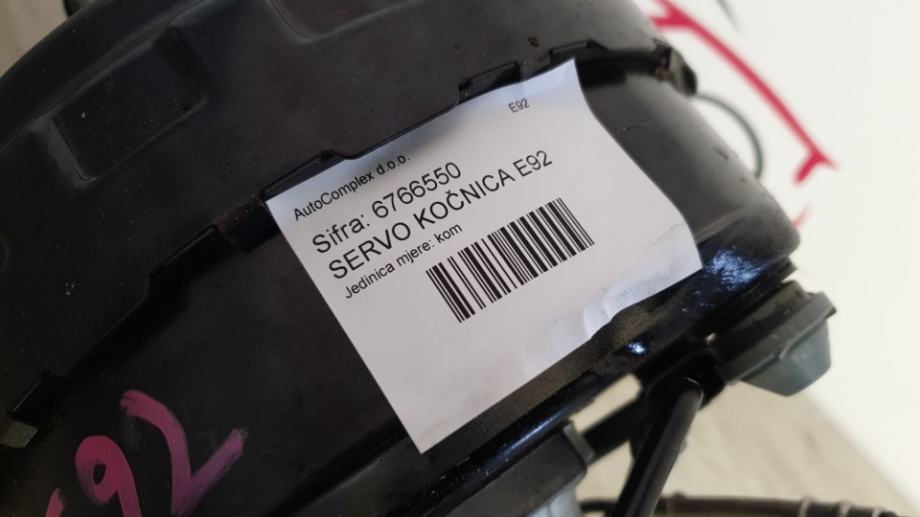 E92
AutoComplex d.o.o.
Sifra: 6766550
SERVO KOČNICA E92
Jedinica mjere: kom
E92